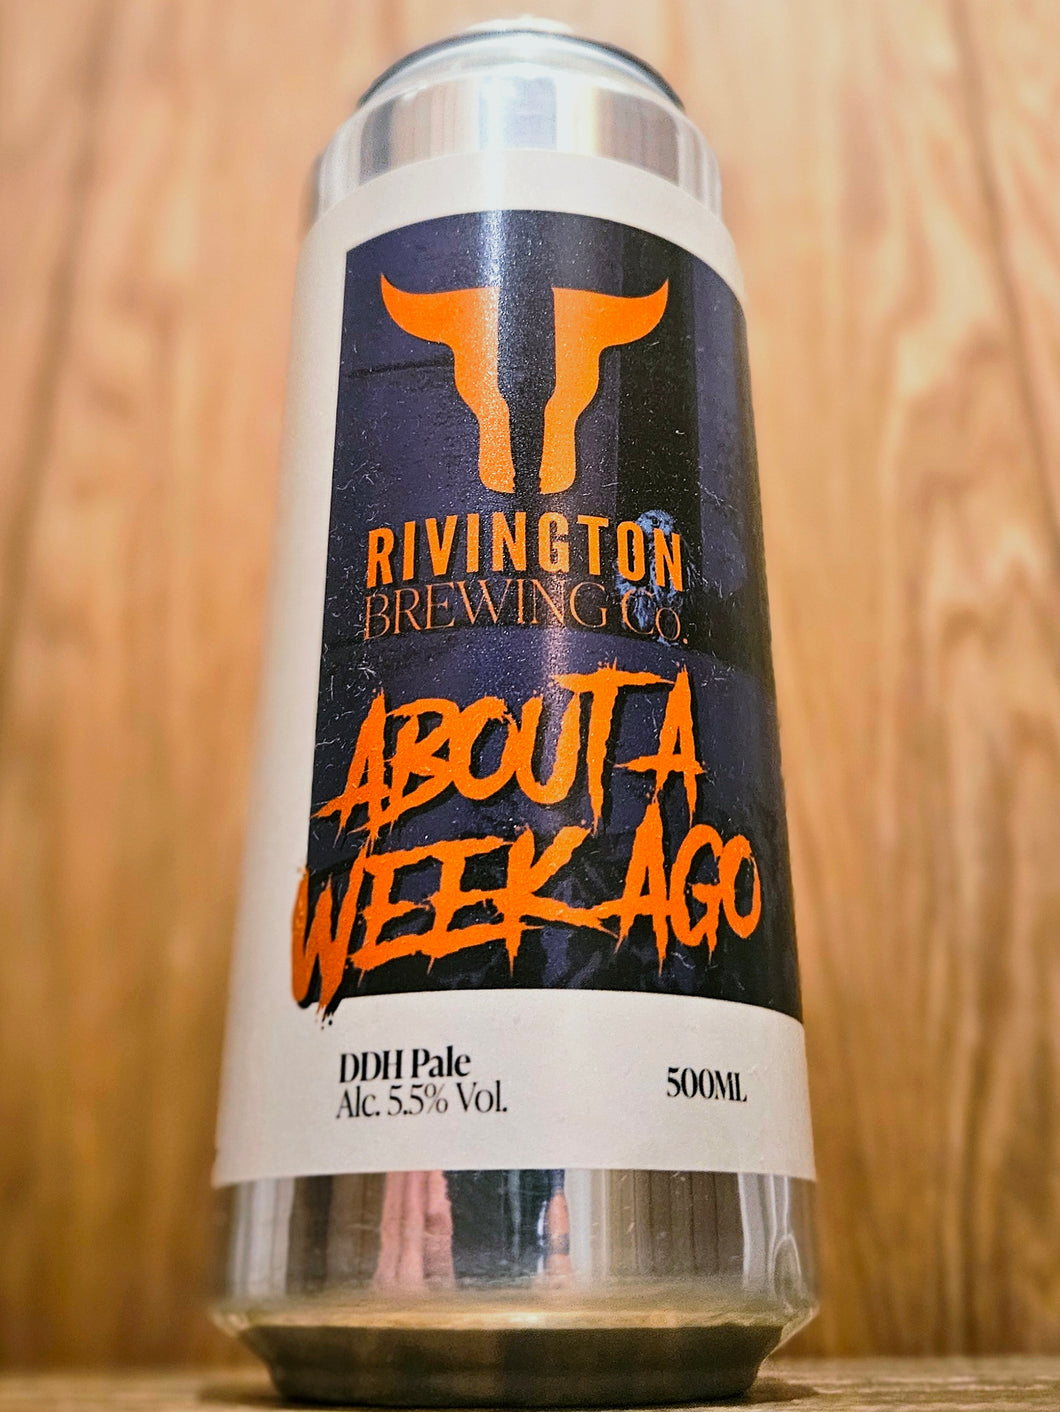 RIVINGTON
BREWING Co.
ABOUT A
WEEK AGO
DDH Pale
Alc. 5.5% Vol.
500ML